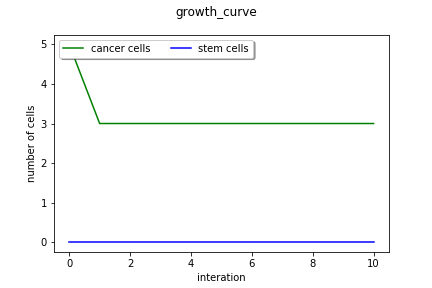 growth_curve
cancer cells
stem cells
5
4
3
2
1
0
number of cells
0 2 4 6 8 10
interation